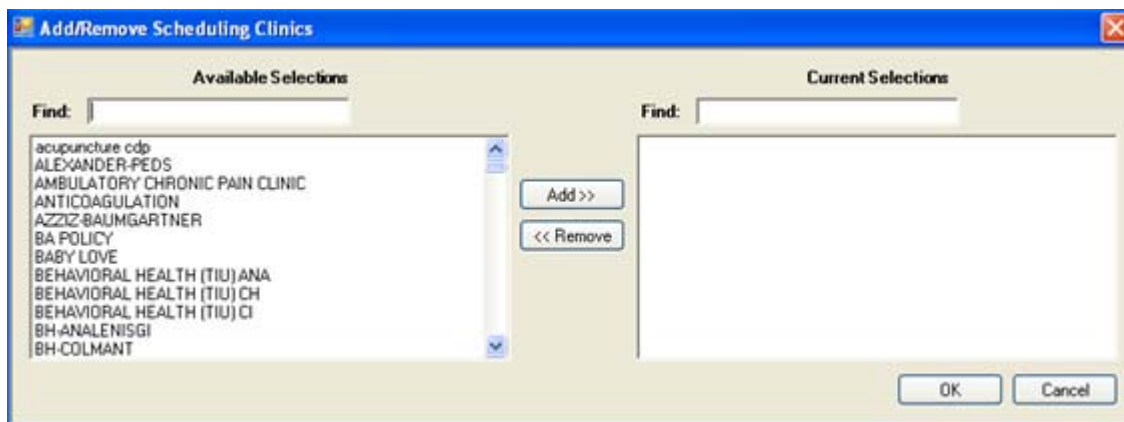 Add/Remove Scheduling Clinics
Available Selections
Current Selections
Find:
Find:
acupuncture cdp
ALEXANDER-PEDS
AMBULATORY CHRONIC PAIN CLINIC
ANTICOAGULATION
AZZIZ-BAUMGARTNER
BA POLICY
BABY LOVE
BEHAVIORAL HEALTH (TIU) ANA
BEHAVIORAL HEALTH (TIU) CH
BEHAVIORAL HEALTH (TIU) CI
BH-ANALENISGI
BH-COLMANT
Add >>
<< Remove
OK
Cancel